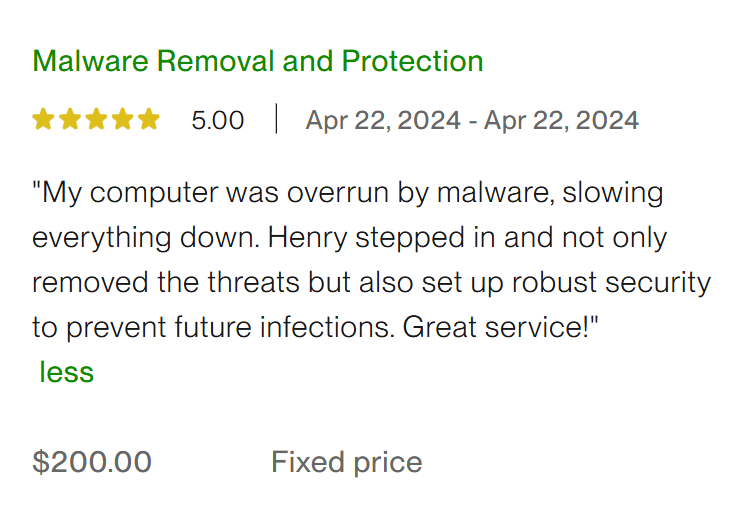 Malware Removal and Protection
5.00 | Apr 22, 2024 - Apr 22, 2024
"My computer was overrun by malware, slowing
everything down. Henry stepped in and not only
removed the threats but also set up robust security
to prevent future infections. Great service!"
less
$200.00 Fixed price